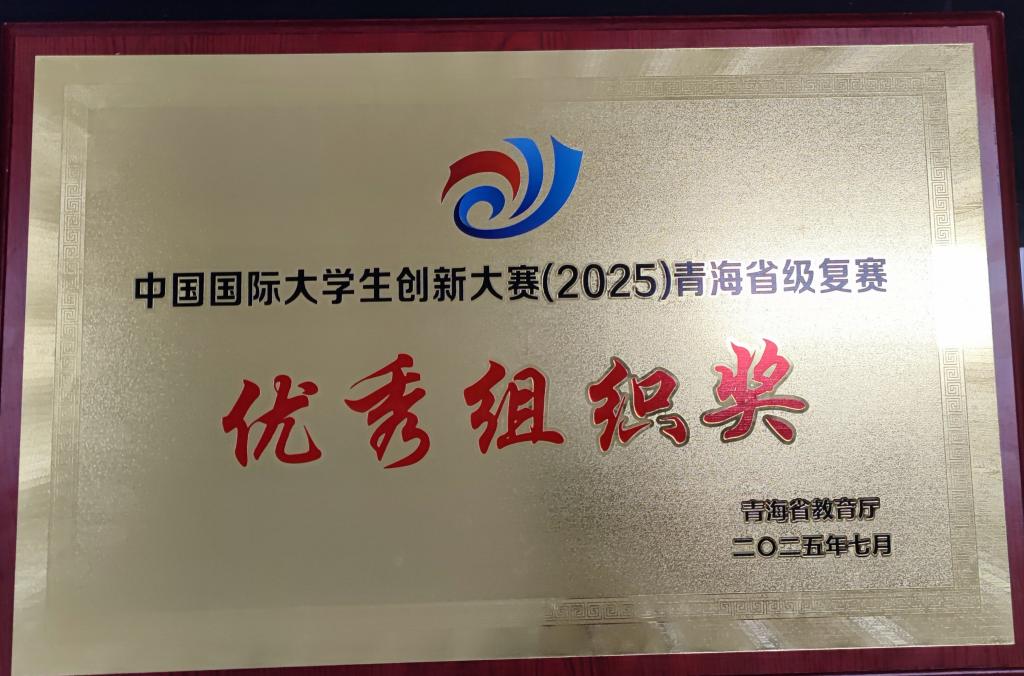 中国国际大学生创新大赛(2025)青海省级复赛
优秀组织奖
青海省教育厅
二〇二五年七月